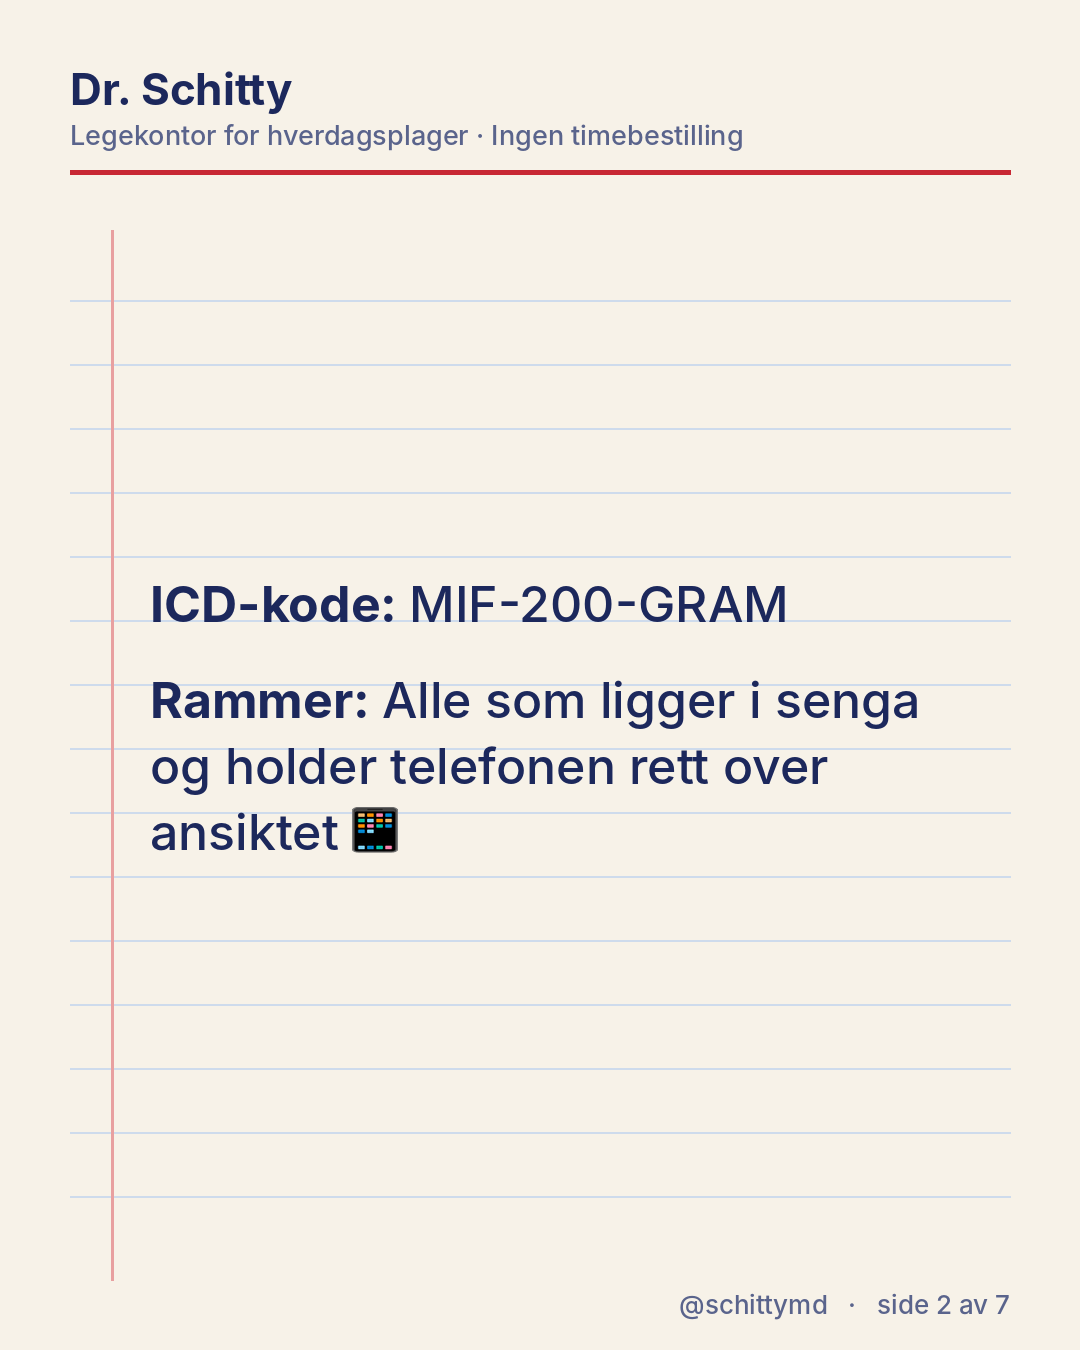 Dr. Schitty
Legekontor for hverdagsplager · Ingen timebestilling
ICD-kode: MIF-200-GRAM
Rammer: Alle som ligger i senga
og holder telefonen rett over
ansiktet 📱
@schittymd · side 2 av 7